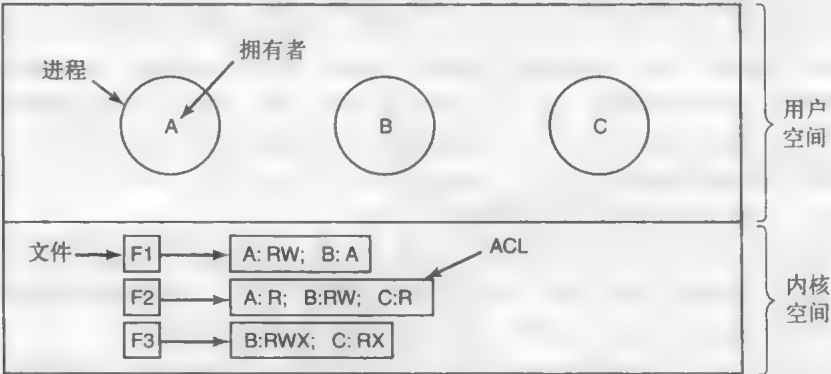 进程
拥有者
A
B
C
用户
空间
文件
F1
A: RW; B: A
ACL
F2
A: R; B:RW; C:R
F3
B:RWX; C: RX
内核
空间